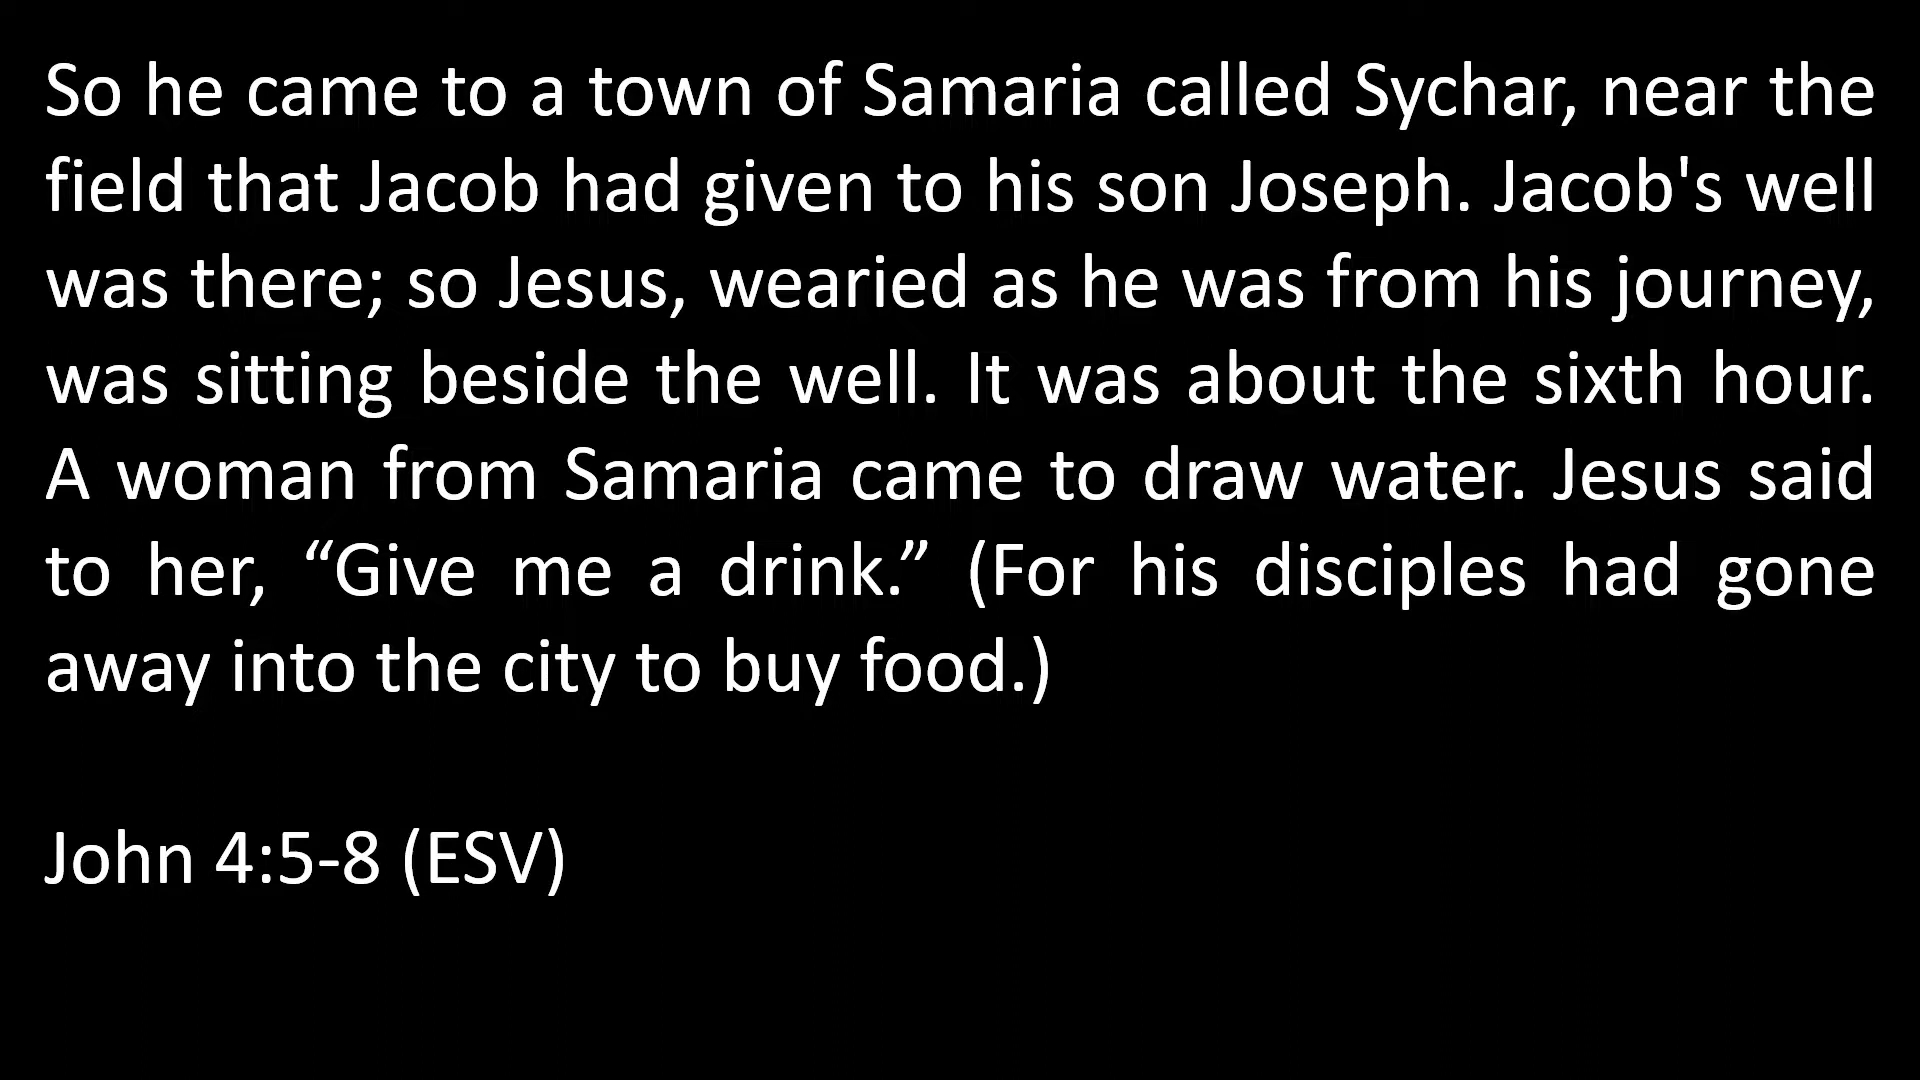 So he came to a town of Samaria called Sychar, near the
field that Jacob had given to his son Joseph. Jacob's well
was there; so Jesus, wearied as he was from his journey,
was sitting beside the well. It was about the sixth hour.
A woman from Samaria came to draw water. Jesus said
to her, “Give me a drink.” (For his disciples had gone
away into the city to buy food.)
John 4:5-8 (ESV)